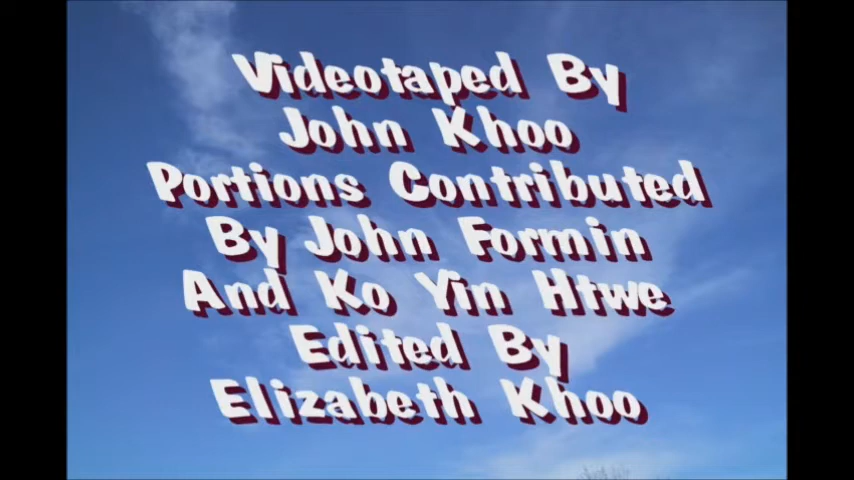 Videotaped By
John Khoo
Portions Contributed
By John Formin
And Ko Yin Htwe
Edited By
Elizabeth Khoo